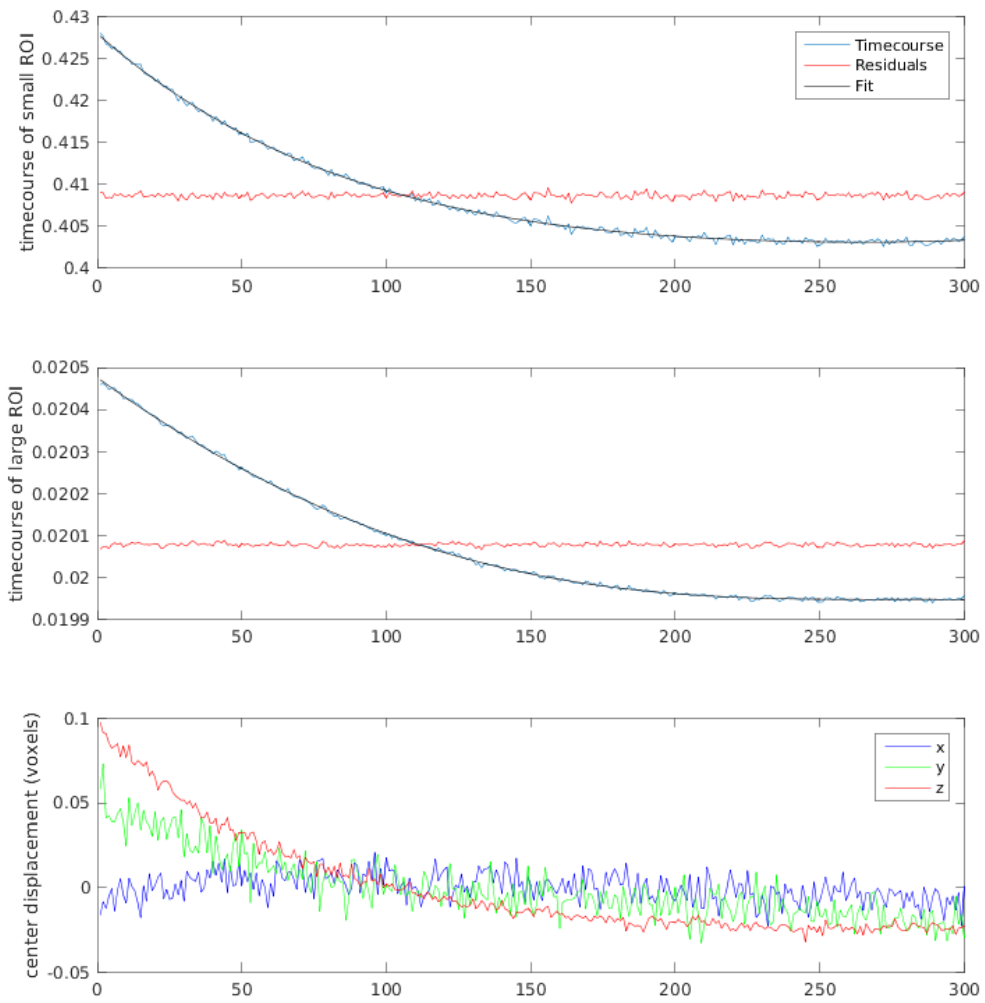 0.43
0.425
0.42
0.415
0.41
0.405
0.4
timecourse of small ROI
Timecourse
Residuals
Fit
0 50 100 150 200 250 300
0.0205
0.0204
0.0203
0.0202
0.0201
0.02
0.0199
timecourse of large ROI
0 50 100 150 200 250 300
0.1
0.05
0
-0.05
center displacement (voxels)
x
y
z
0 50 100 150 200 250 300